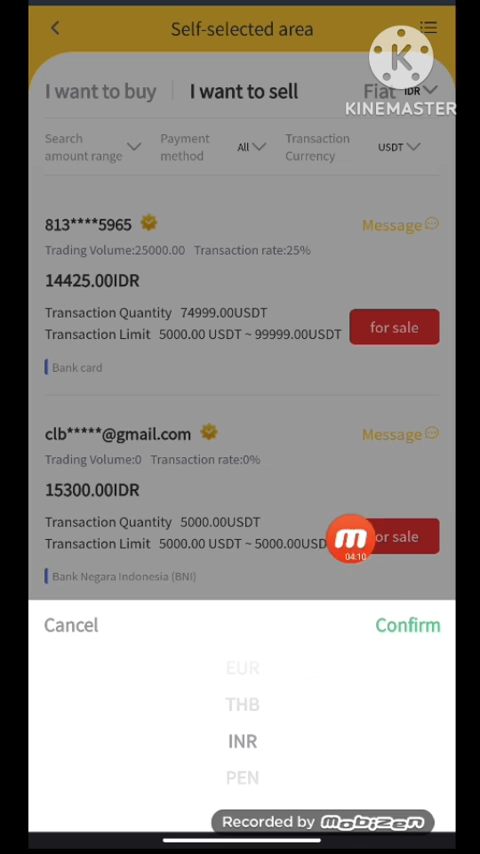 Self-selected area
K
KINEMASTER
I want to buy
I want to sell
Fiat IDR
Search amount range
Payment method
All
Transaction Currency
USDT
813****5965
Message
Trading Volume:25000.00 Transaction rate:25%
14425.00IDR
Transaction Quantity 74999.00USDT
Transaction Limit 5000.00 USDT ~ 99999.00USDT
for sale
Bank card
clb*****@gmail.com
Message
Trading Volume:0 Transaction rate:0%
15300.00IDR
Transaction Quantity 5000.00USDT
Transaction Limit 5000.00 USDT ~ 5000.00USD
m
04:10
or sale
Bank Negara Indonesia (BNI)
Cancel
Confirm
EUR
THB
INR
PEN
Recorded by MOBIZEN